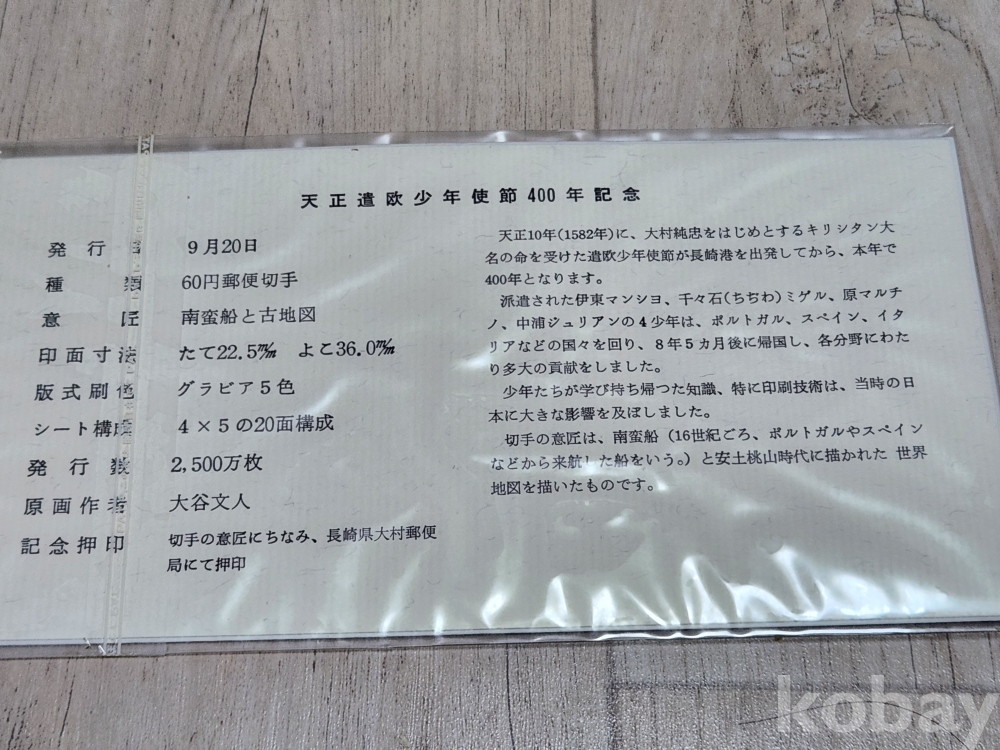 天正遣欧少年使節400年記念
発行日 9月20日
種類 60円郵便切手
意匠 南蛮船と古地図
印面寸法 たて22.5㎜ よこ36.0㎜
版式刷色 グラビア5色
シート構成 4×5の20面構成
発行数 2,500万枚
原画作者 大谷文人
記念押印 切手の意匠にちなみ、長崎県大村郵便
局にて押印
天正10年(1582年)に、大村純忠をはじめとするキリシタン大
名の命を受けた遣欧少年使節が長崎港を出発してから、本年で
400年となります。
派遣された伊東マンショ、千々石(ちぢわ)ミゲル、原マルチ
ノ、中浦ジュリアンの4少年は、ポルトガル、スペイン、イタ
リアなどの国々を回り、8年5カ月後に帰国し、各分野にわた
り多大の貢献をしました。
少年たちが学び持ち帰つた知識、特に印刷技術は、当時の日
本に大きな影響を及ぼしました。
切手の意匠は、南蛮船(16世紀ごろ、ポルトガルやスペイン
などから来航した船をいう。)と安土桃山時代に描かれた世界
地図を描いたものです。
kobay